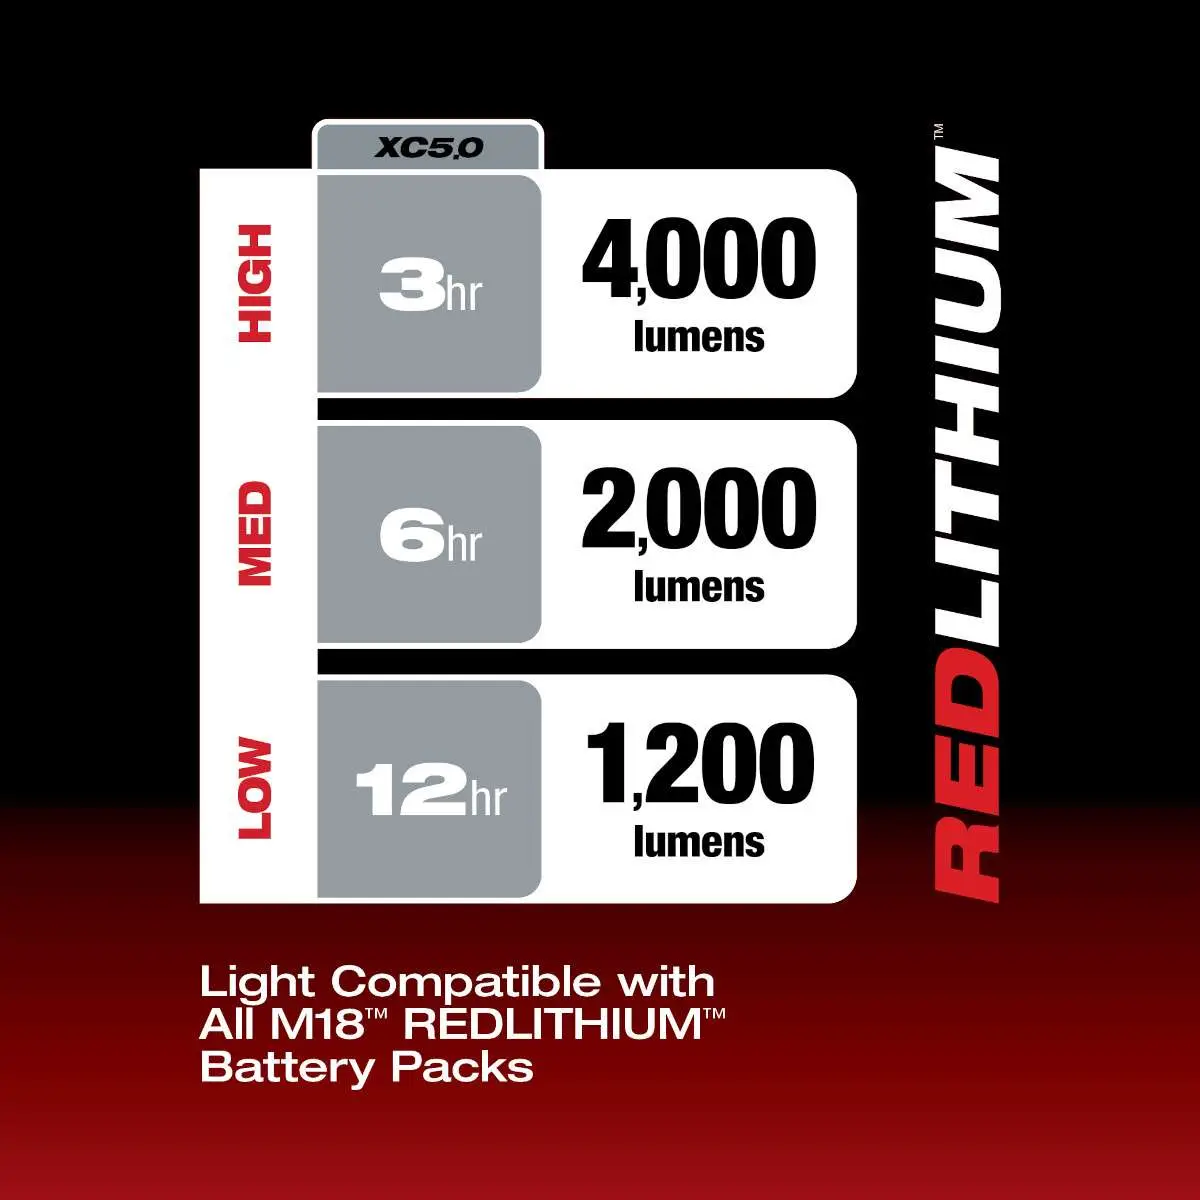 XC5.0
HIGH
3hr
4,000
lumens
MED
6hr
2,000
lumens
LOW
12hr
1,200
lumens
REDLITHIUM™
Light Compatible with
All M18™ REDLITHIUM™
Battery Packs